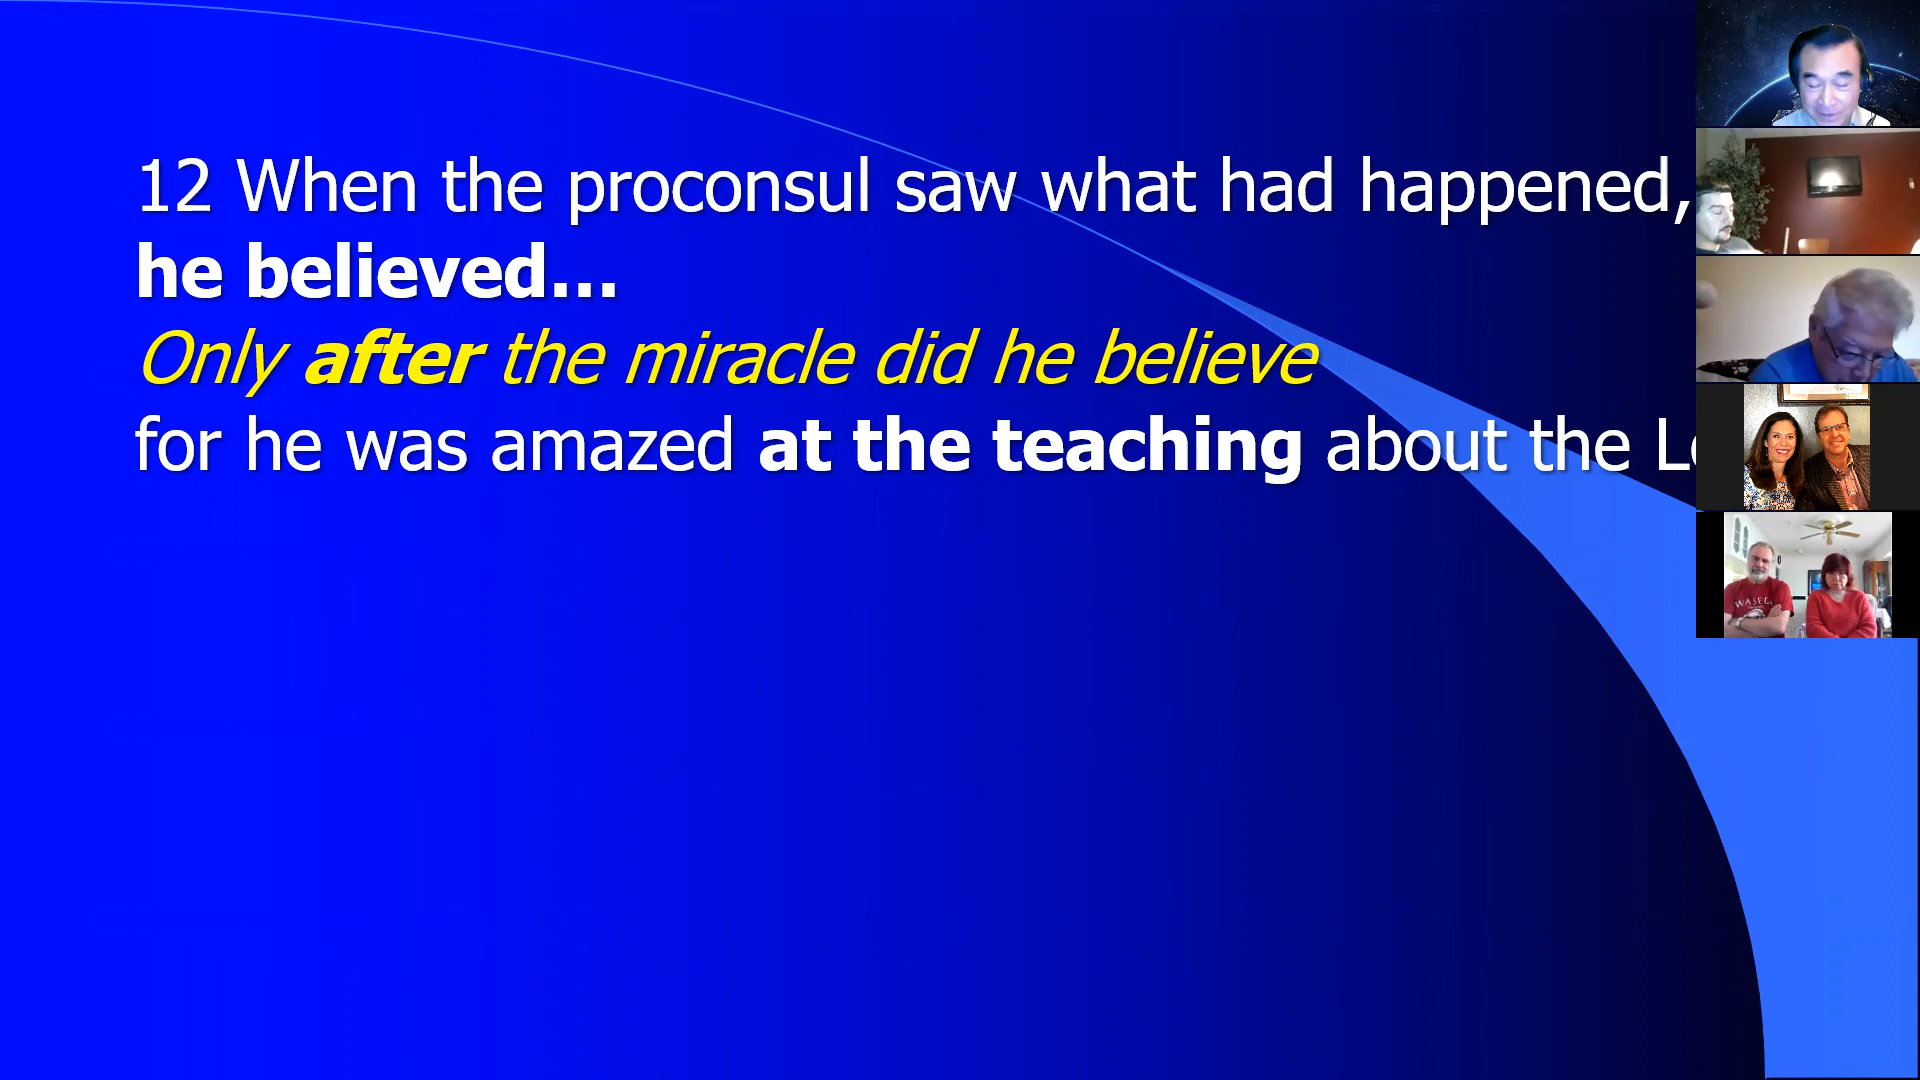 12 When the proconsul saw what had happened,
he believed…
Only after the miracle did he believe
for he was amazed at the teaching about the